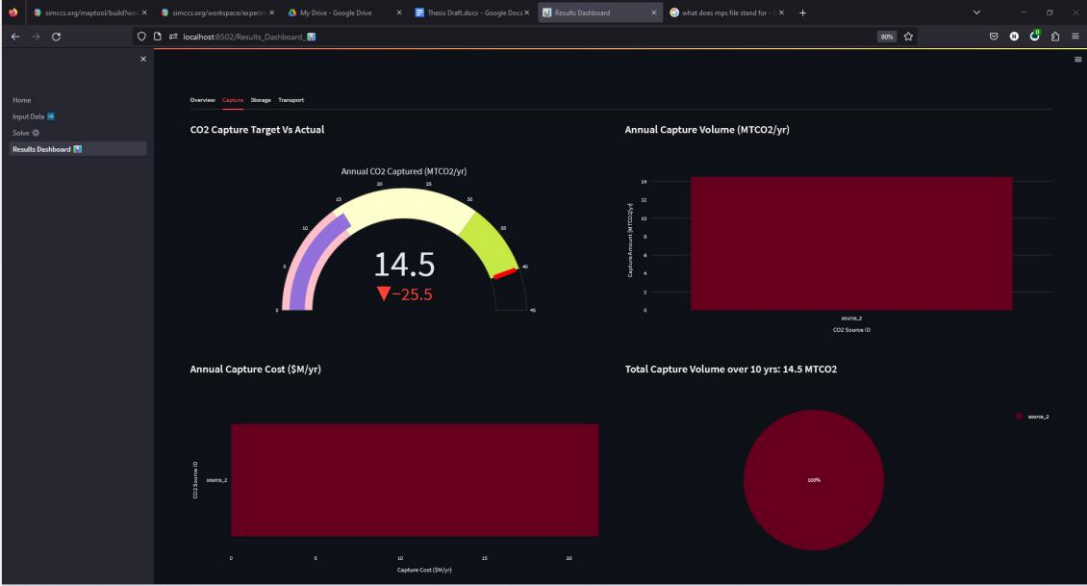 simccs.org/maptool/build?wo
simccs.org/workspace/experim
My Drive - Google Drive
Thesis Draft.docx - Google Docs
Results Dashboard
what does mps file stand for -
localhost:8502/Results_Dashboard_
80%
Home
Input Data
Solve
Results Dashboard
Overview Capture Storage Transport
CO2 Capture Target Vs Actual
Annual CO2 Captured (MTCO2/yr)
0
5
10
15
20
25
30
35
40
45
14.5
▼−25.5
Annual Capture Volume (MTCO2/yr)
Capture Amount [MTCO2/yr]
14
12
10
8
6
4
2
0
source_2
CO2 Source ID
Annual Capture Cost ($M/yr)
CO2 Source ID
source_2
0 5 10 15 20
Capture Cost ($M/yr)
Total Capture Volume over 10 yrs: 14.5 MTCO2
source_2
100%